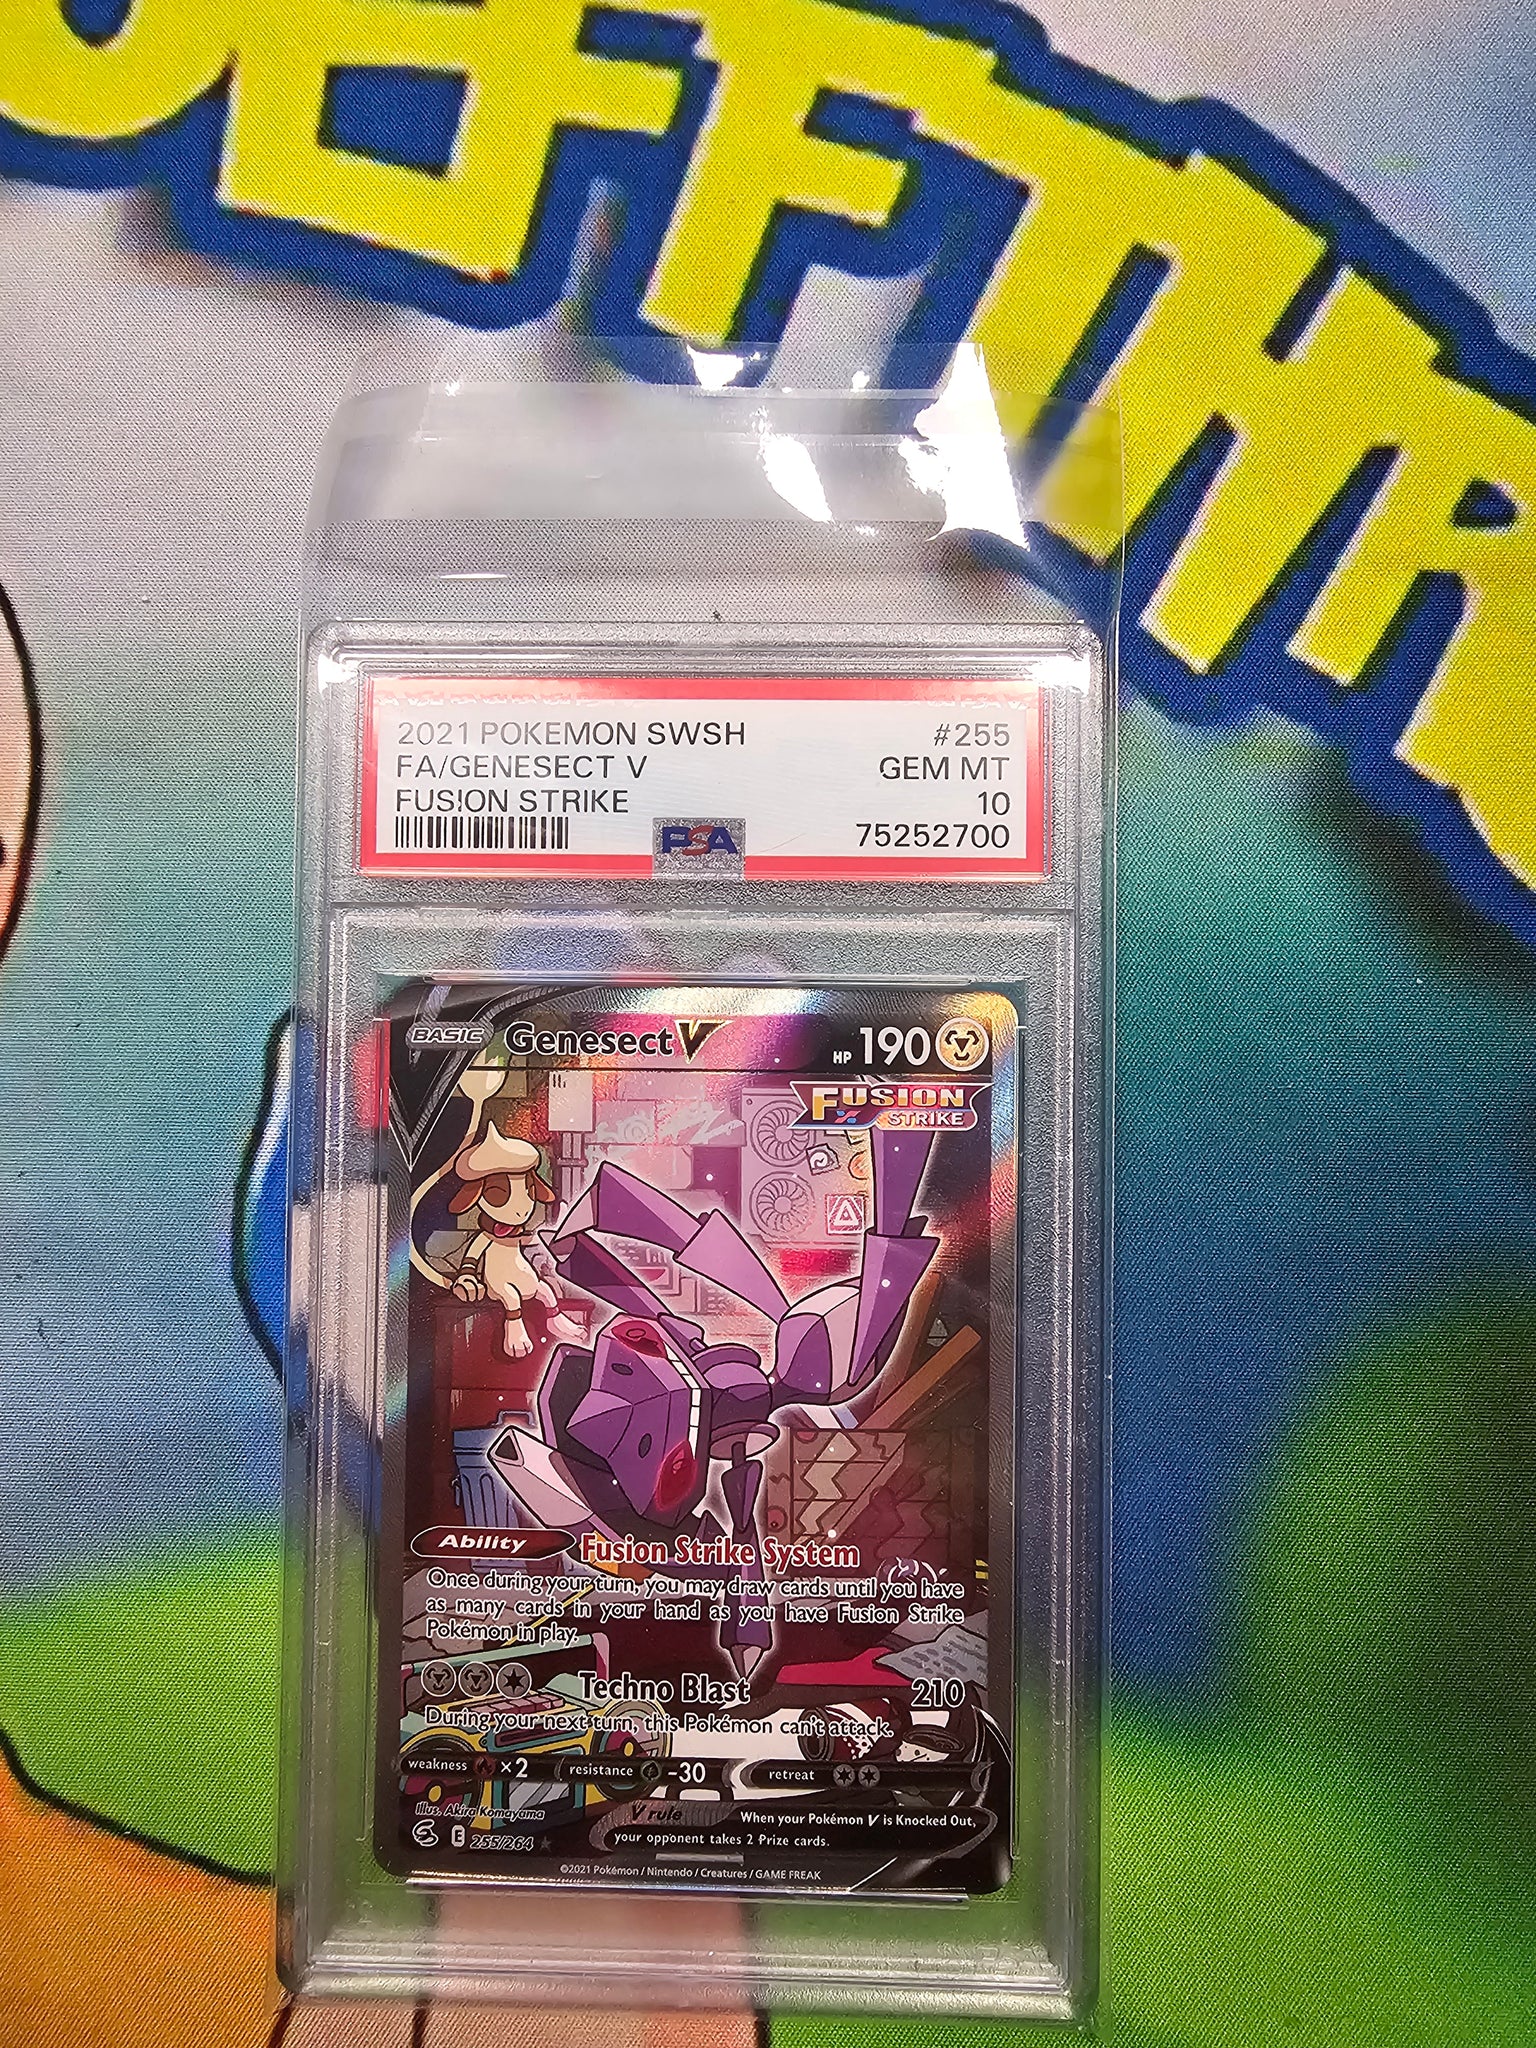 EFFTHR
2021 POKEMON SWSH #255
FA/GENESECT V GEM MT
FUSION STRIKE 10
PSA 75252700
BASIC Genesect V HP 190
FUSION
STRIKE
Ability Fusion Strike System
Once during your turn, you may draw cards until you have
as many cards in your hand as you have Fusion Strike
Pokémon in play.
Techno Blast 210
During your next turn, this Pokémon can't attack.
weakness ×2 resistance -30 retreat
Illus. Akira Komayama
V rule When your Pokémon V is Knocked Out,
your opponent takes 2 Prize cards.
E 255/264
©2021 Pokémon / Nintendo / Creatures / GAME FREAK